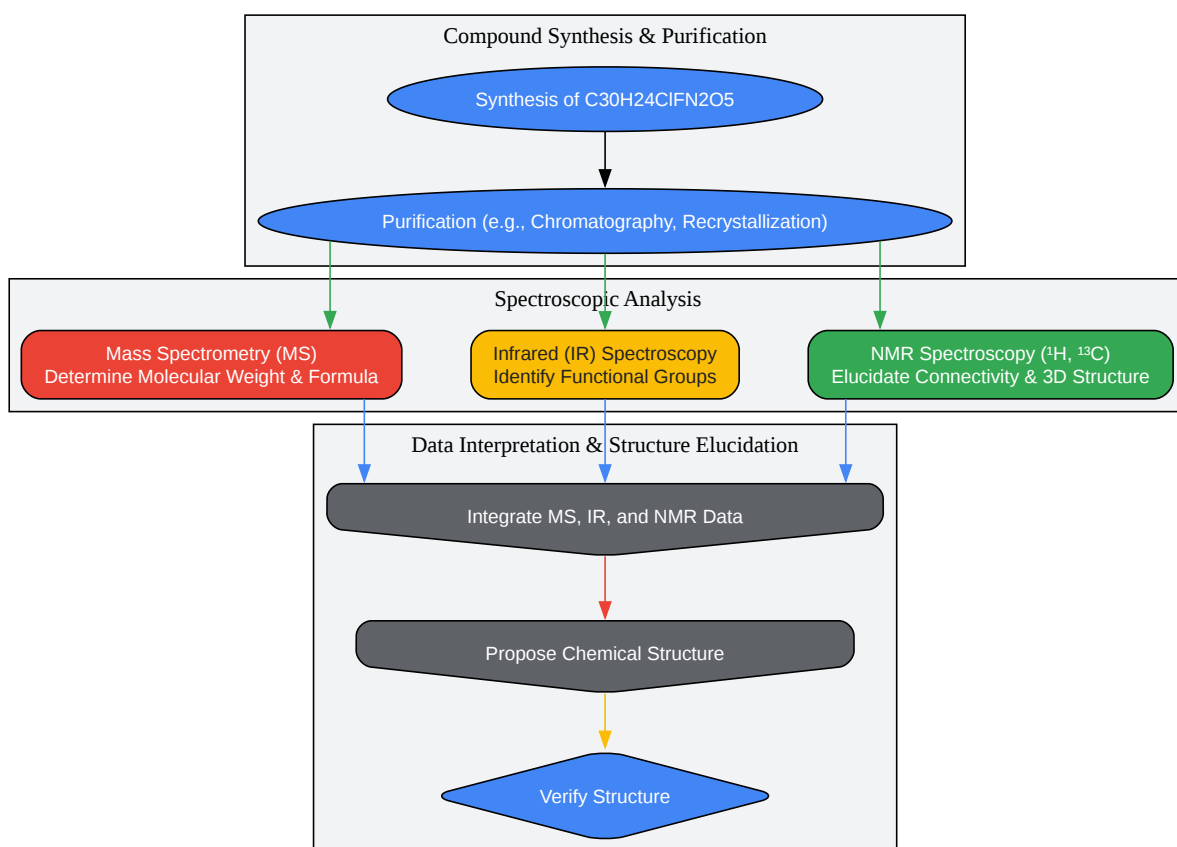 Compound Synthesis & Purification
Synthesis of C30H24ClFN2O5
Purification (e.g., Chromatography, Recrystallization)
Spectroscopic Analysis
Mass Spectrometry (MS)
Determine Molecular Weight & Formula
Infrared (IR) Spectroscopy
Identify Functional Groups
NMR Spectroscopy (¹H, ¹³C)
Elucidate Connectivity & 3D Structure
Data Interpretation & Structure Elucidation
Integrate MS, IR, and NMR Data
Propose Chemical Structure
Verify Structure